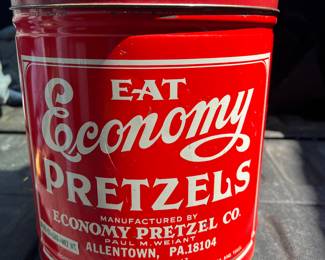 EAT
Economy
PRETZELS
MANUFACTURED BY
ECONOMY PRETZEL CO.
PAUL M. WEIANT
ALLENTOWN, PA. 18104